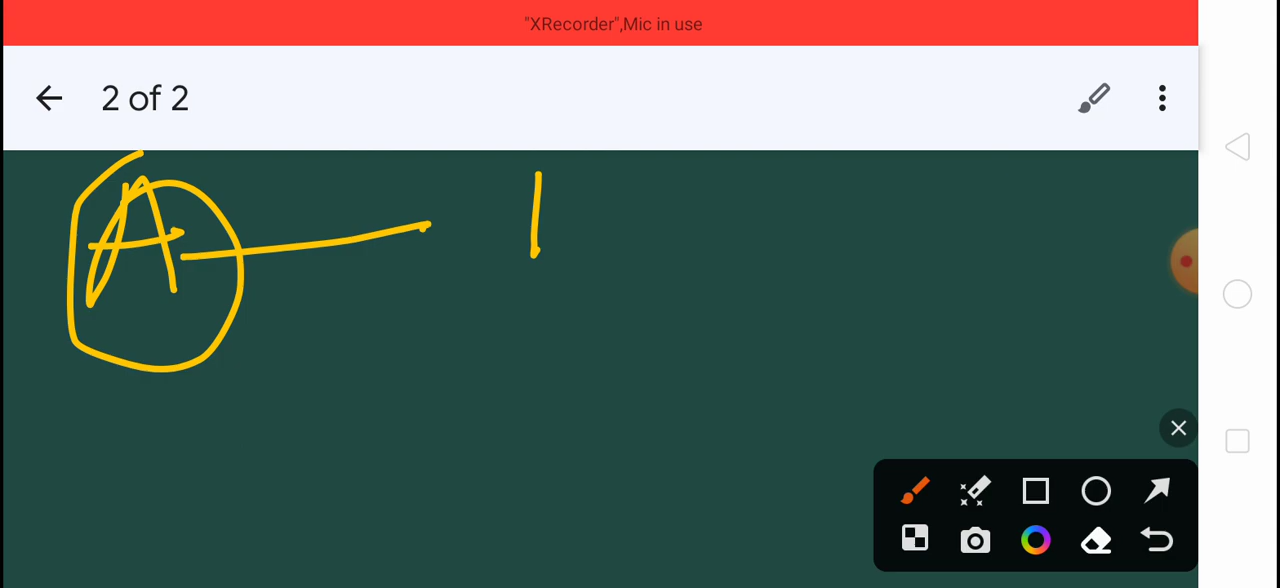 "XRecorder",Mic in use
2 of 2
A — 1